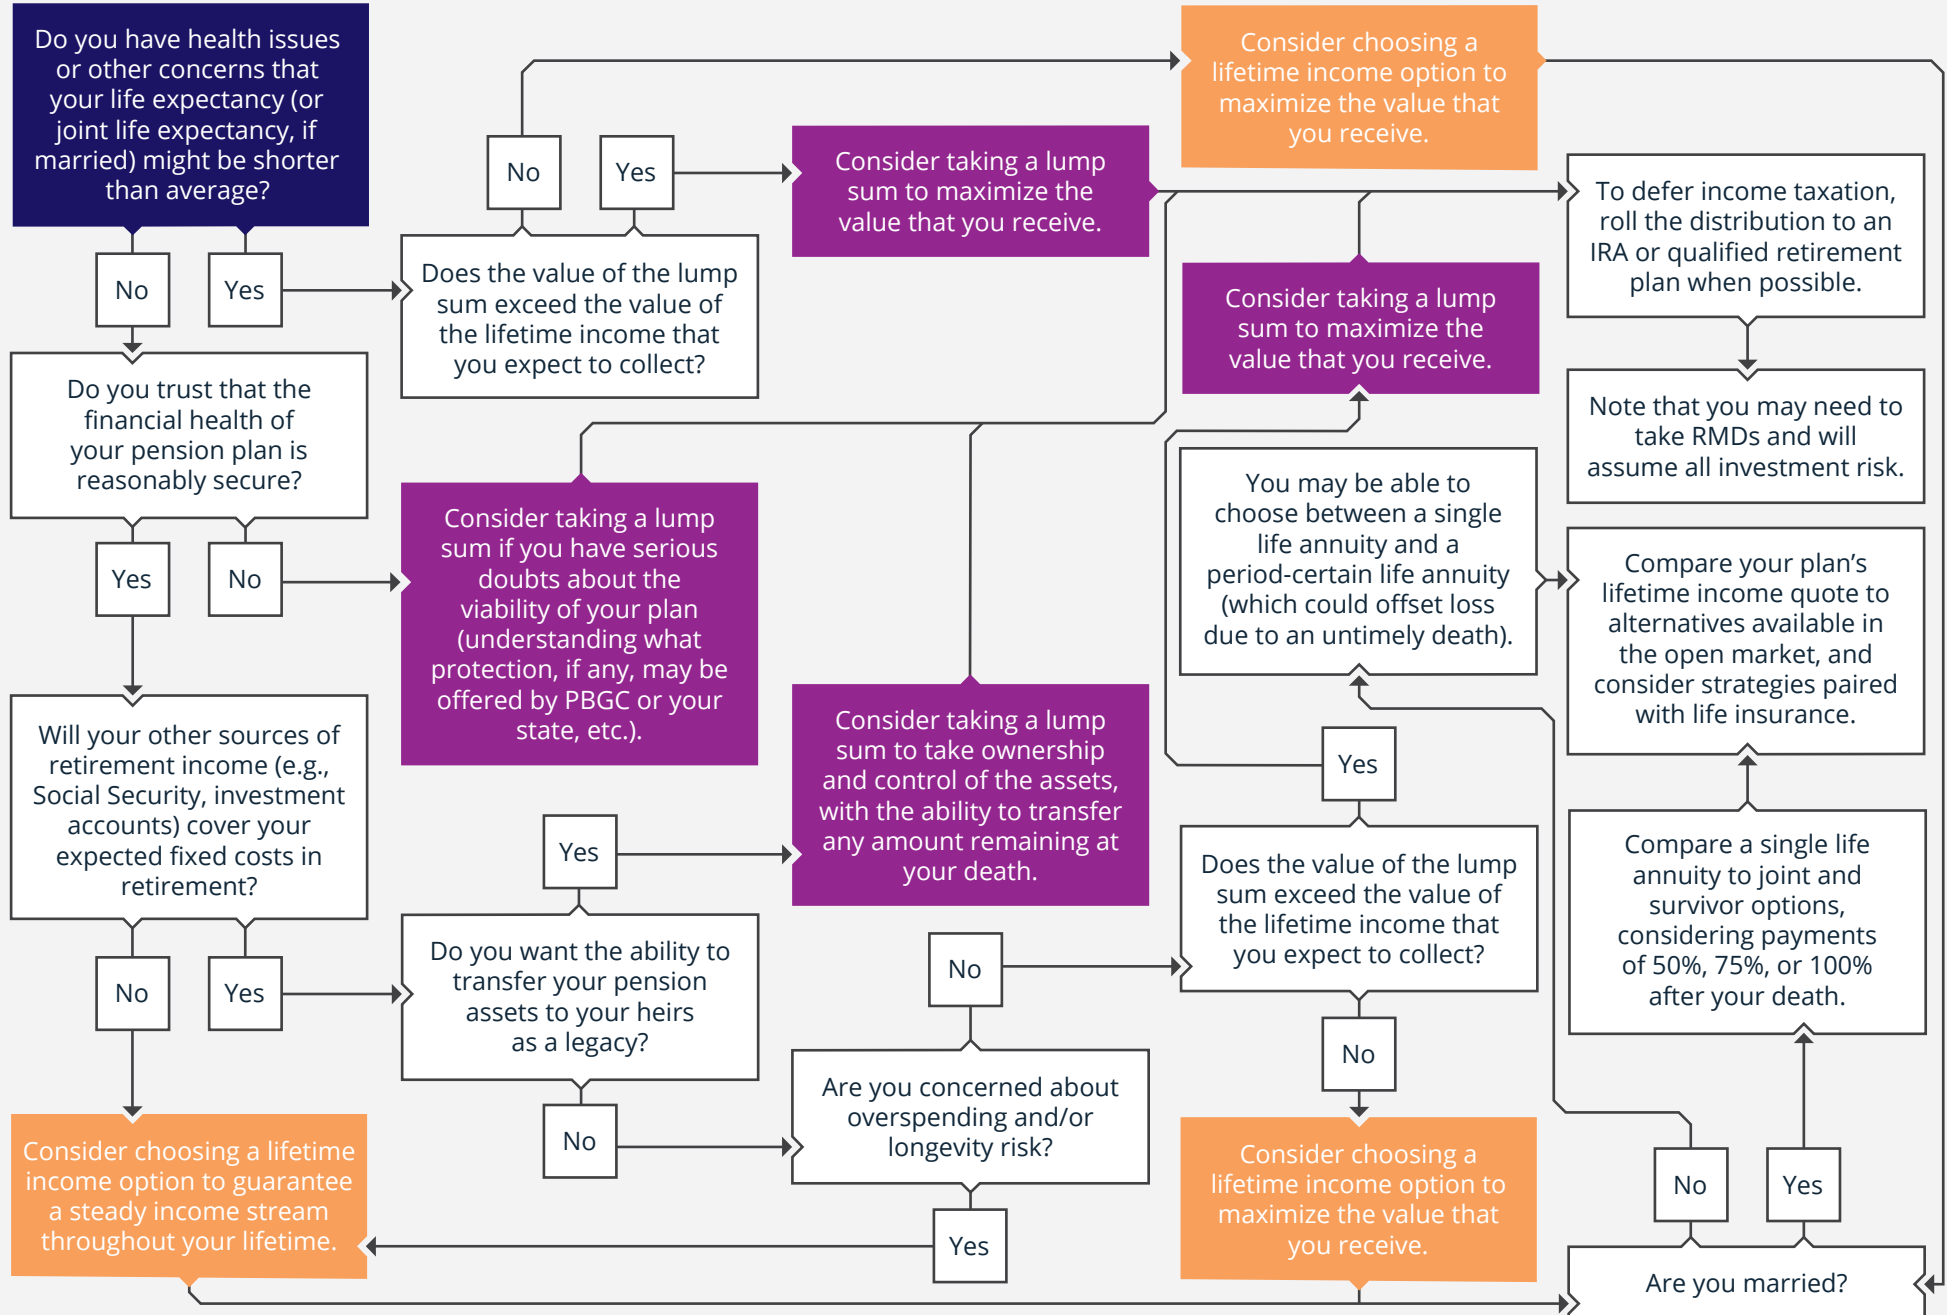 Do you have health issues
or other concerns that
your life expectancy (or
joint life expectancy, if
married) might be shorter
than average?
No
Yes
Does the value of the lump
sum exceed the value of
the lifetime income that
you expect to collect?
No
Yes
Consider taking a lump
sum to maximize the
value that you receive.
Consider choosing a
lifetime income option to
maximize the value that
you receive.
To defer income taxation,
roll the distribution to an
IRA or qualified retirement
plan when possible.
Note that you may need to
take RMDs and will
assume all investment risk.
Consider taking a lump
sum to maximize the
value that you receive.
Do you trust that the
financial health of
your pension plan is
reasonably secure?
Yes
No
Consider taking a lump
sum if you have serious
doubts about the
viability of your plan
(understanding what
protection, if any, may be
offered by PBGC or your
state, etc.).
You may be able to
choose between a single
life annuity and a
period-certain life annuity
(which could offset loss
due to an untimely death).
Compare your plan’s
lifetime income quote to
alternatives available in
the open market, and
consider strategies paired
with life insurance.
Will your other sources of
retirement income (e.g.,
Social Security, investment
accounts) cover your
expected fixed costs in
retirement?
No
Yes
Do you want the ability to
transfer your pension
assets to your heirs
as a legacy?
Yes
No
Consider taking a lump
sum to take ownership
and control of the assets,
with the ability to transfer
any amount remaining at
your death.
Are you concerned about
overspending and/or
longevity risk?
No
Yes
Does the value of the lump
sum exceed the value of
the lifetime income that
you expect to collect?
Yes
No
Compare a single life
annuity to joint and
survivor options,
considering payments
of 50%, 75%, or 100%
after your death.
Consider choosing a lifetime
income option to guarantee
a steady income stream
throughout your lifetime.
Consider choosing a
lifetime income option to
maximize the value that
you receive.
No
Yes
Are you married?